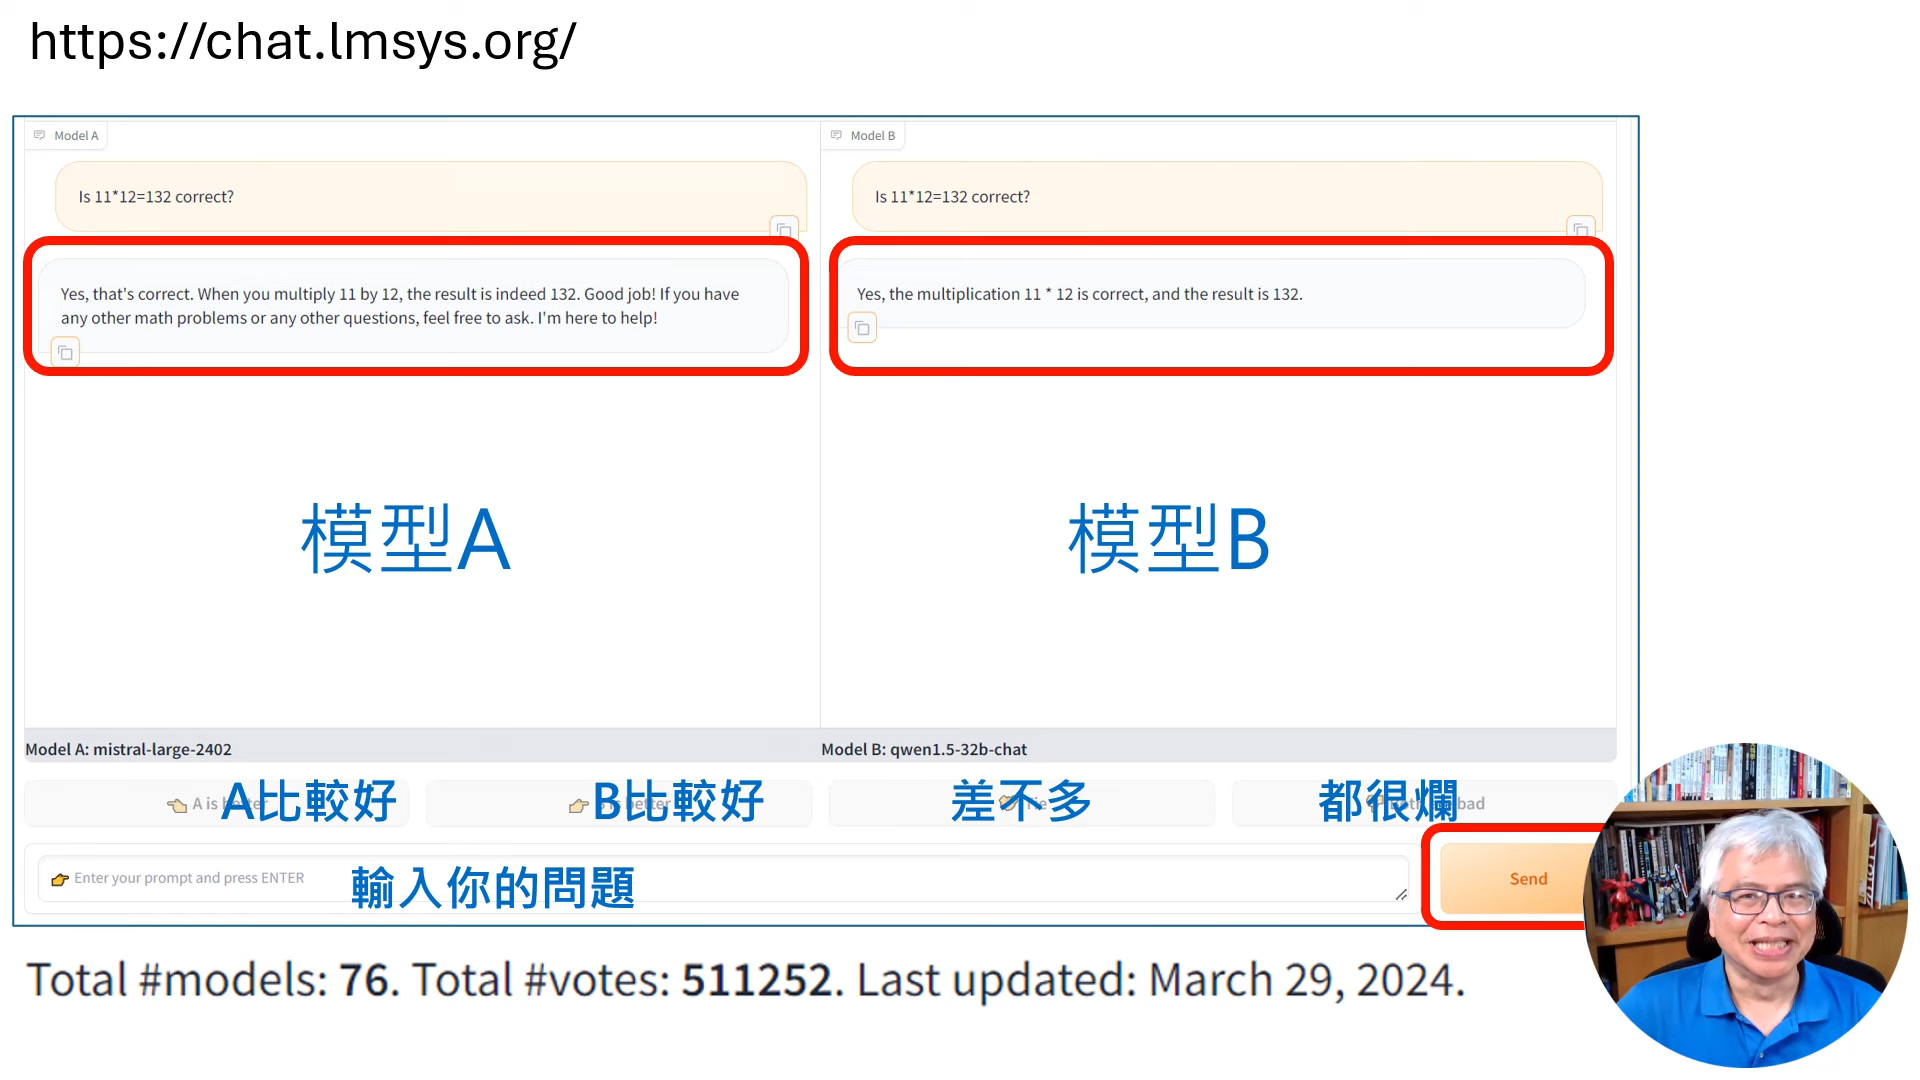 https://chat.lmsys.org/
Model A
Model B
Is 11*12=132 correct?
Is 11*12=132 correct?
Yes, that's correct. When you multiply 11 by 12, the result is indeed 132. Good job! If you have
any other math problems or any other questions, feel free to ask. I'm here to help!
Yes, the multiplication 11 * 12 is correct, and the result is 132.
模型A
模型B
Model A: mistral-large-2402
Model B: qwen1.5-32b-chat
A is better
A比較好
B is better
B比較好
Tie
差不多
bad
都很爛
Enter your prompt and press ENTER
輸入你的問題
Send
Total #models: 76. Total #votes: 511252. Last updated: March 29, 2024.